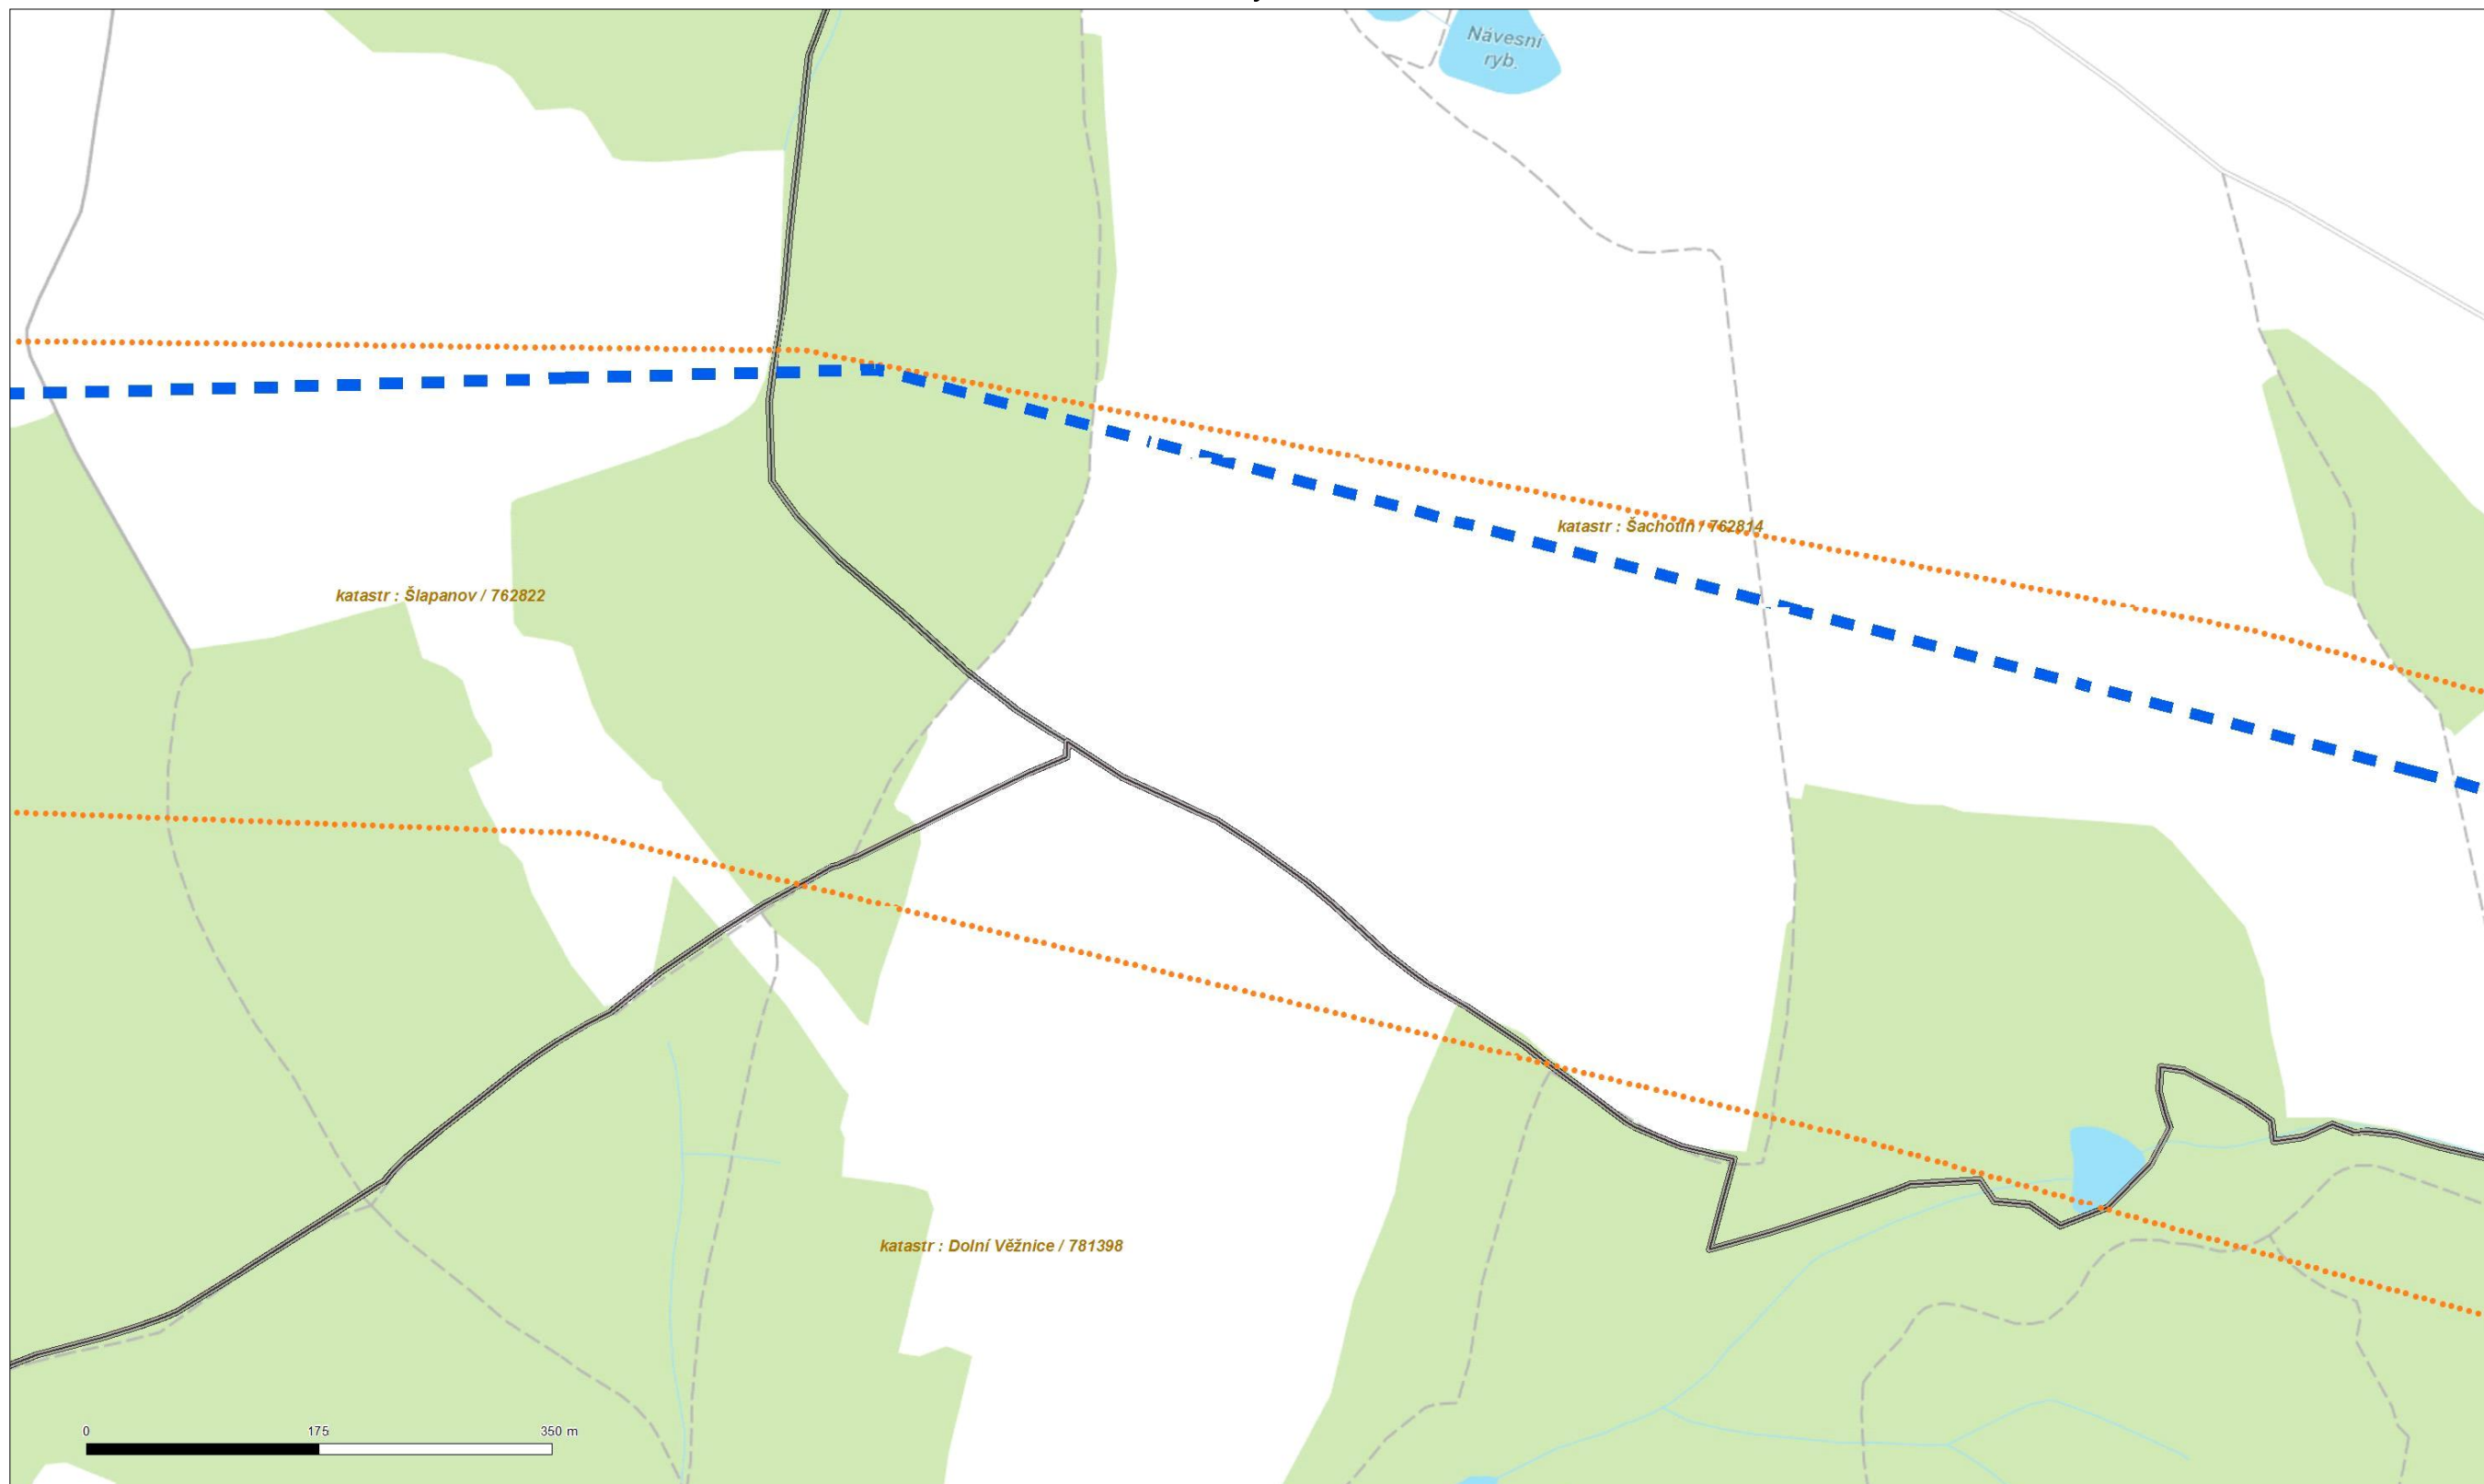 Návesní
ryb.
katastr : Šachotín / 762814
katastr : Šlapanov / 762822
katastr : Dolní Věžnice / 781398
0 175 350 m